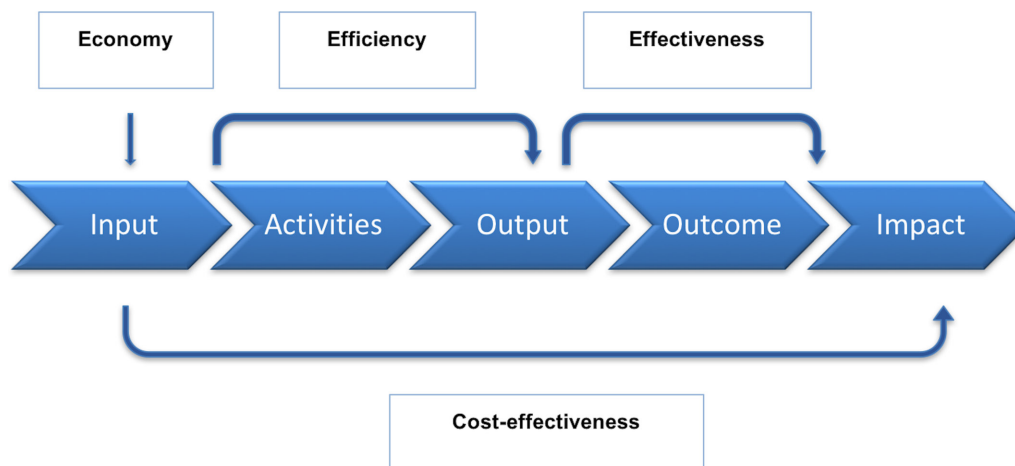 Economy
Efficiency
Effectiveness
Input
Activities
Output
Outcome
Impact
Cost-effectiveness